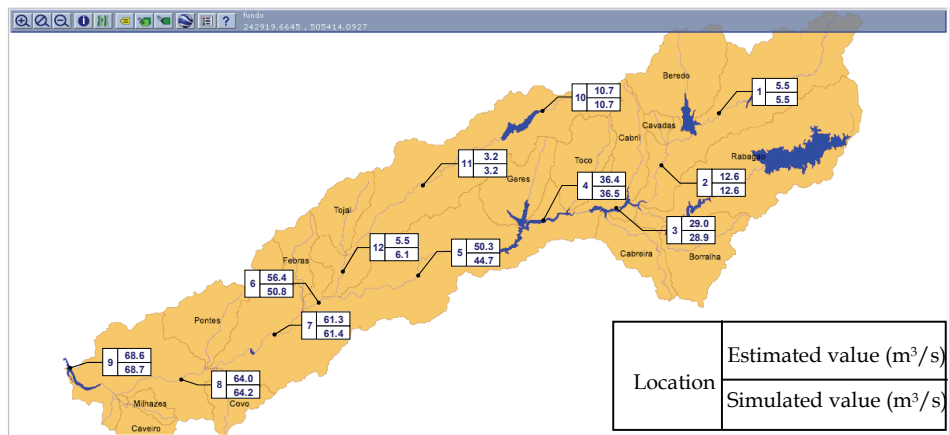 fundo
242919.6645 , 505414.0927
Beredo
1 5.5
5.5
10 10.7
10.7
Cavadas
Cabril
Rabagão
11 3.2
3.2
Toco
Geres
4 36.4
36.5
2 12.6
12.6
Tojal
3 29.0
28.9
12 5.5
6.1
5 50.3
44.7
Cabreira
Borralha
Febras
6 56.4
50.8
Pontes
7 61.3
61.4
9 68.6
68.7
8 64.0
64.2
Milhazes
Covo
Caveiro
Location
Estimated value (m³/s)
Simulated value (m³/s)